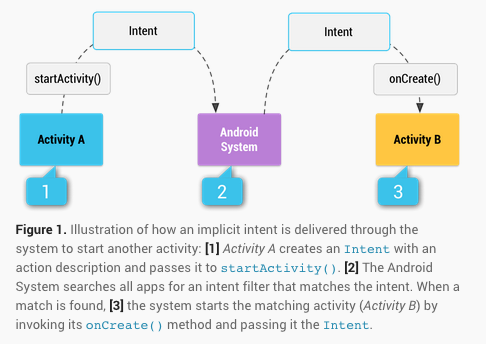 Intent
Intent
startActivity()
onCreate()
Activity A
Android
System
Activity B
1
2
3
Figure 1. Illustration of how an implicit intent is delivered through the
system to start another activity: [1] Activity A creates an Intent with an
action description and passes it to startActivity(). [2] The Android
System searches all apps for an intent filter that matches the intent. When a
match is found, [3] the system starts the matching activity (Activity B) by
invoking its onCreate() method and passing it the Intent.